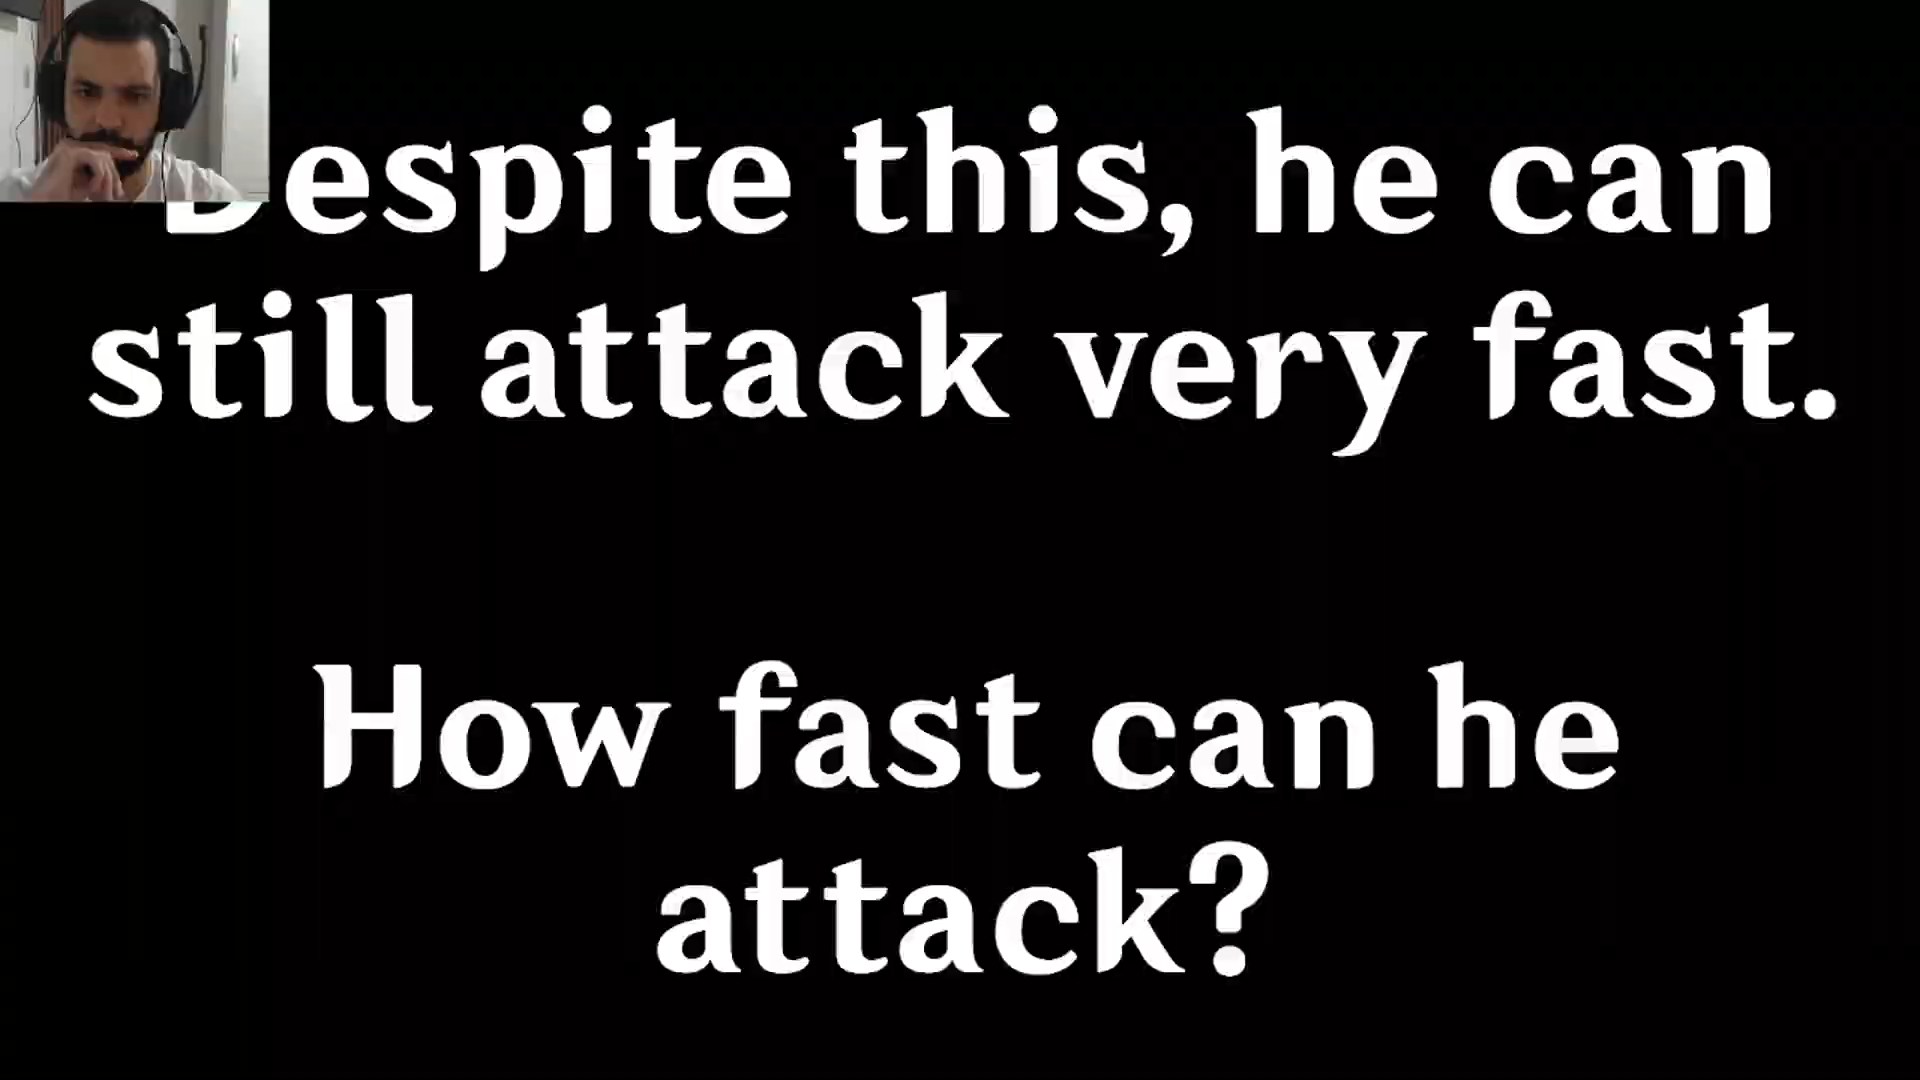 Despite this, he can
still attack very fast.
How fast can he
attack?